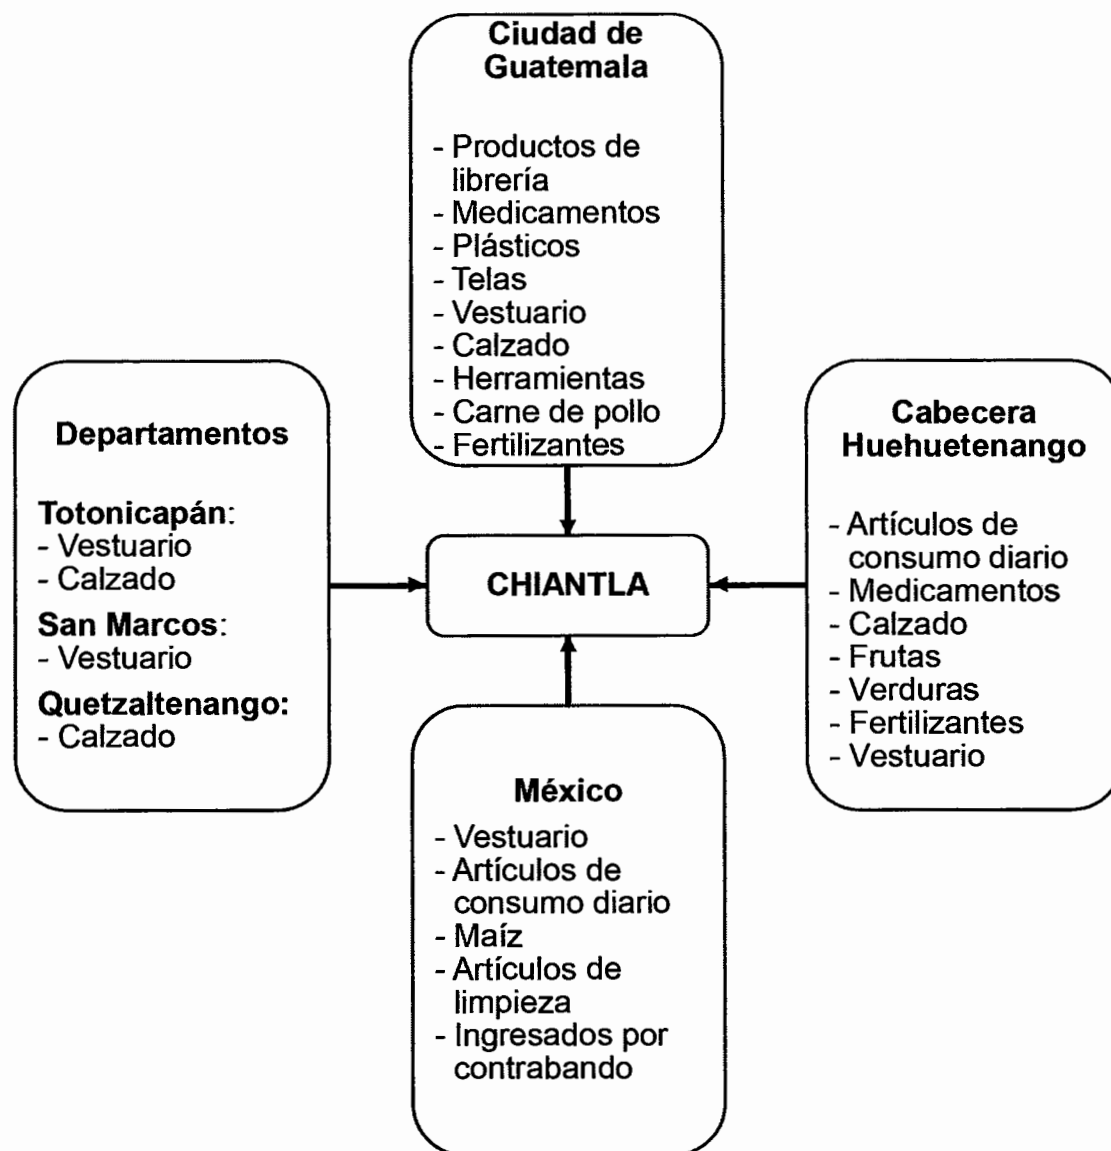 Ciudad de
Guatemala
- Productos de
librería
- Medicamentos
- Plásticos
- Telas
- Vestuario
- Calzado
- Herramientas
- Carne de pollo
- Fertilizantes
Departamentos
Totonicapán:
- Vestuario
- Calzado
San Marcos:
- Vestuario
Quetzaltenango:
- Calzado
CHIANTLA
Cabecera
Huehuetenango
- Artículos de
consumo diario
- Medicamentos
- Calzado
- Frutas
- Verduras
- Fertilizantes
- Vestuario
México
- Vestuario
- Artículos de
consumo diario
- Maíz
- Artículos de
limpieza
- Ingresados por
contrabando